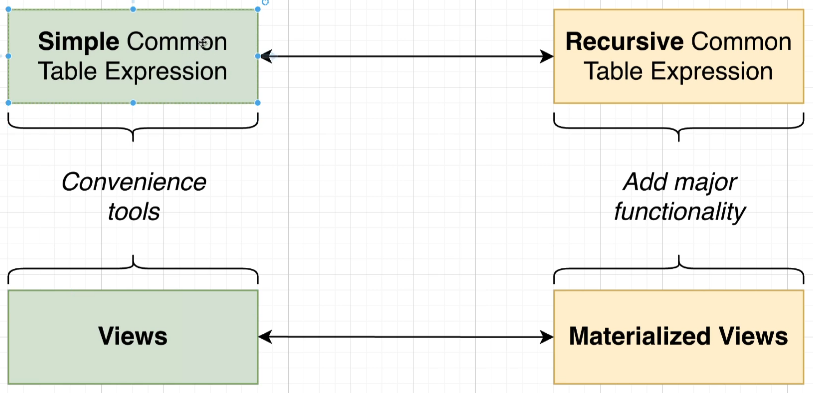 Simple Common
Table Expression
Recursive Common
Table Expression
Convenience
tools
Add major
functionality
Views
Materialized Views